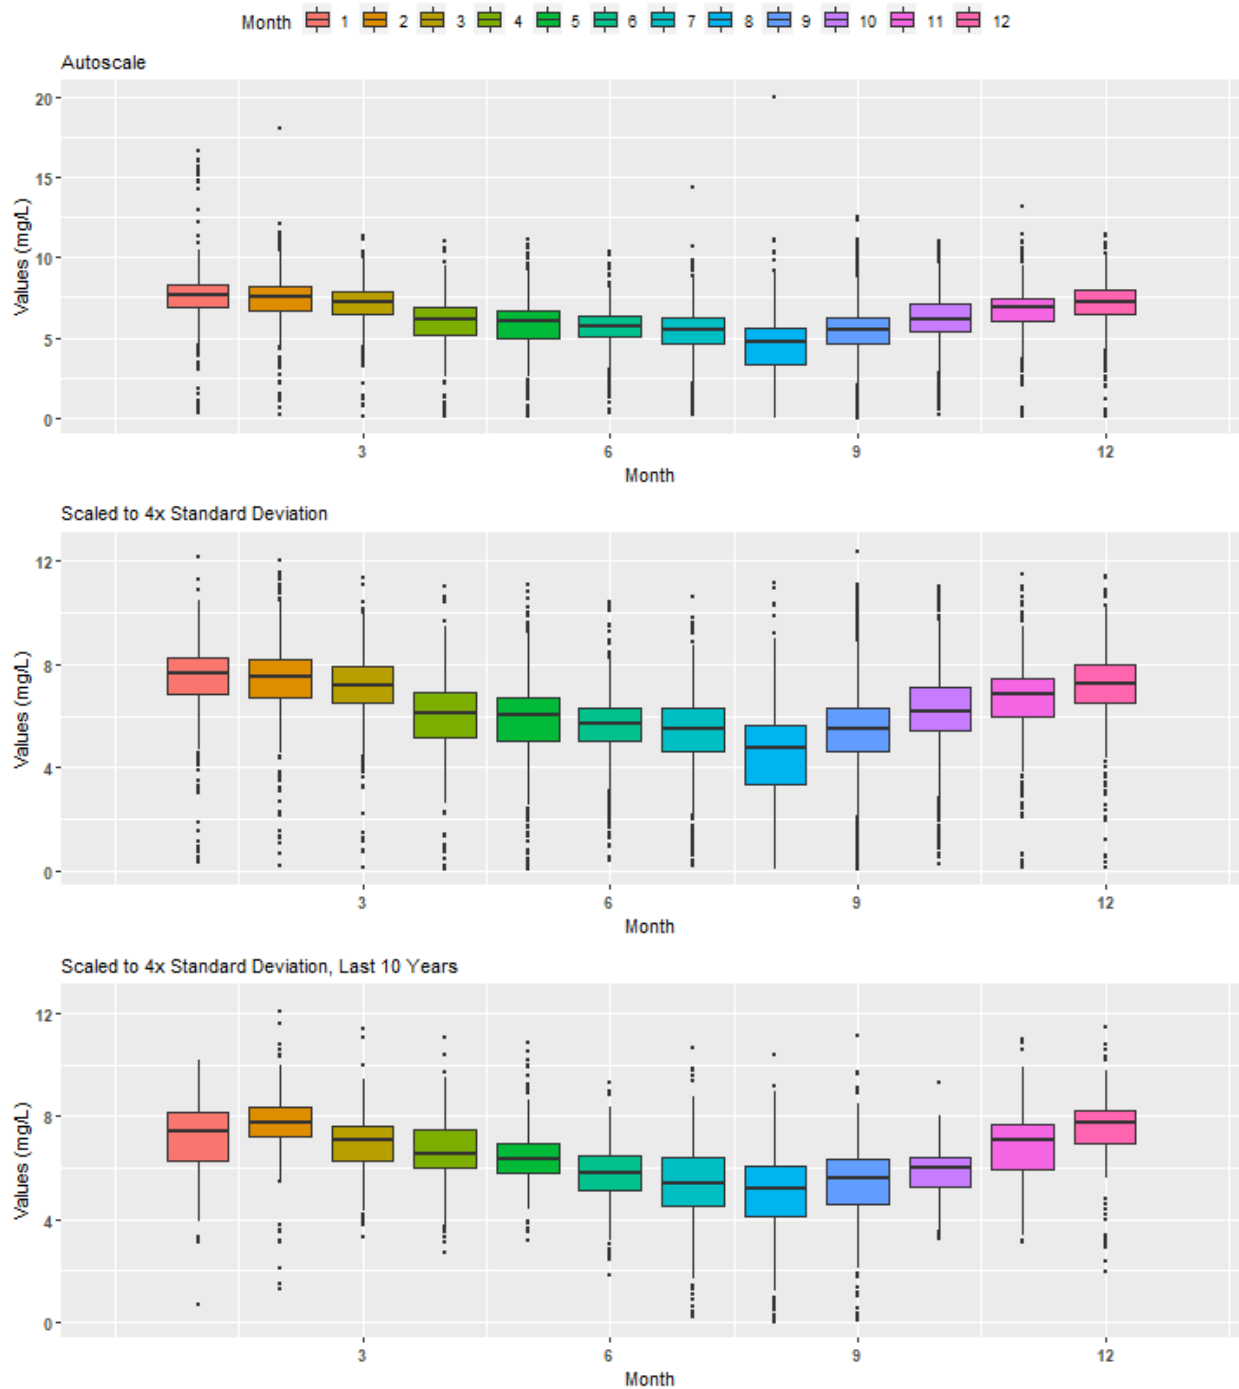 Month 1 2 3 4 5 6 7 8 9 10 11 12
Autoscale
Values (mg/L)
20
15
10
5
0
3 6 9 12
Month
Scaled to 4x Standard Deviation
Values (mg/L)
12
8
4
0
3 6 9 12
Month
Scaled to 4x Standard Deviation, Last 10 Years
Values (mg/L)
12
8
4
0
3 6 9 12
Month